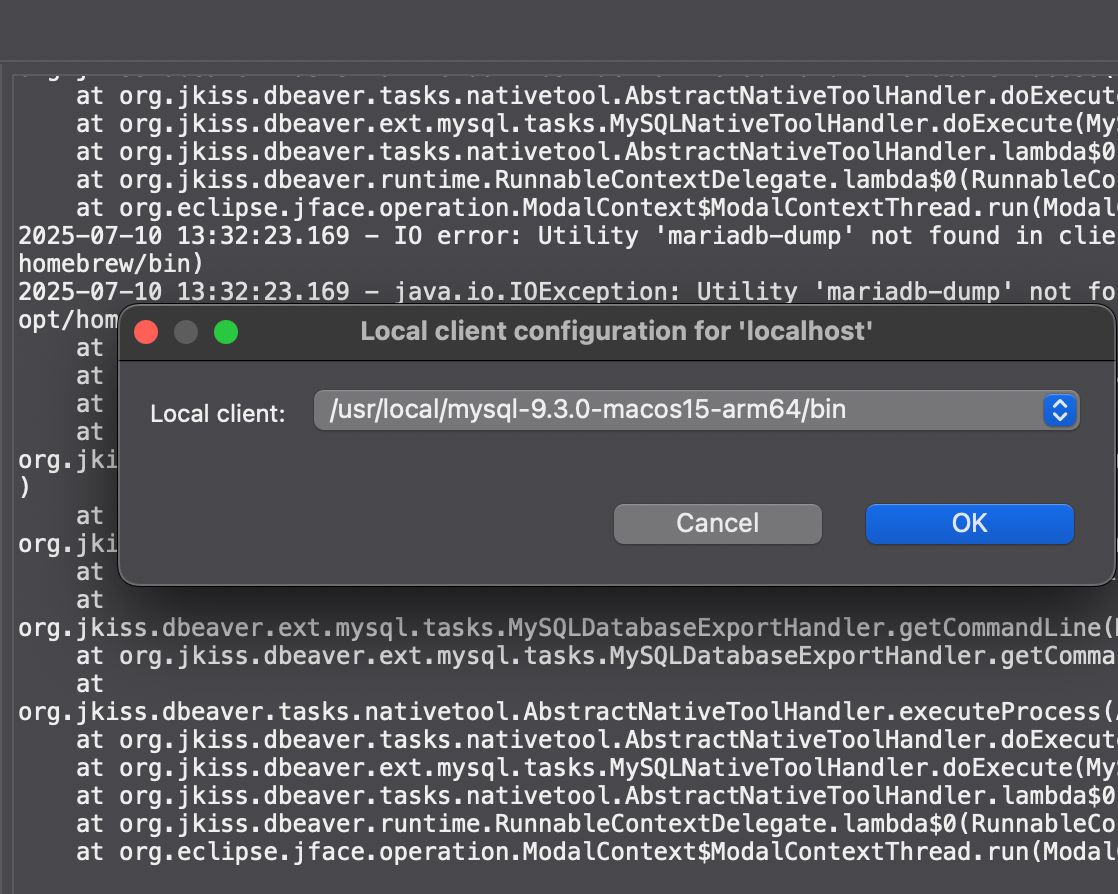 at org.jkiss.dbeaver.tasks.nativetool.AbstractNativeToolHandler.doExecute
at org.jkiss.dbeaver.ext.mysql.tasks.MySQLNativeToolHandler.doExecute(My
at org.jkiss.dbeaver.tasks.nativetool.AbstractNativeToolHandler.lambda$0
at org.jkiss.dbeaver.runtime.RunnableContextDelegate.lambda$0(RunnableCo
at org.eclipse.jface.operation.ModalContext$ModalContextThread.run(Modal
2025-07-10 13:32:23.169 - IO error: Utility 'mariadb-dump' not found in clie
homebrew/bin)
2025-07-10 13:32:23.169 - java.io.IOException: Utility 'mariadb-dump' not fo
opt/hom
Local client configuration for 'localhost'
at
at
Local client: /usr/local/mysql-9.3.0-macos15-arm64/bin
at
at
org.jki
)
at
Cancel OK
org.jki
at
at
org.jkiss.dbeaver.ext.mysql.tasks.MySQLDatabaseExportHandler.getCommandLine(
at org.jkiss.dbeaver.ext.mysql.tasks.MySQLDatabaseExportHandler.getComma
at
org.jkiss.dbeaver.tasks.nativetool.AbstractNativeToolHandler.executeProcess(
at org.jkiss.dbeaver.tasks.nativetool.AbstractNativeToolHandler.doExecute
at org.jkiss.dbeaver.ext.mysql.tasks.MySQLNativeToolHandler.doExecute(My
at org.jkiss.dbeaver.tasks.nativetool.AbstractNativeToolHandler.lambda$0
at org.jkiss.dbeaver.runtime.RunnableContextDelegate.lambda$0(RunnableCo
at org.eclipse.jface.operation.ModalContext$ModalContextThread.run(Modal